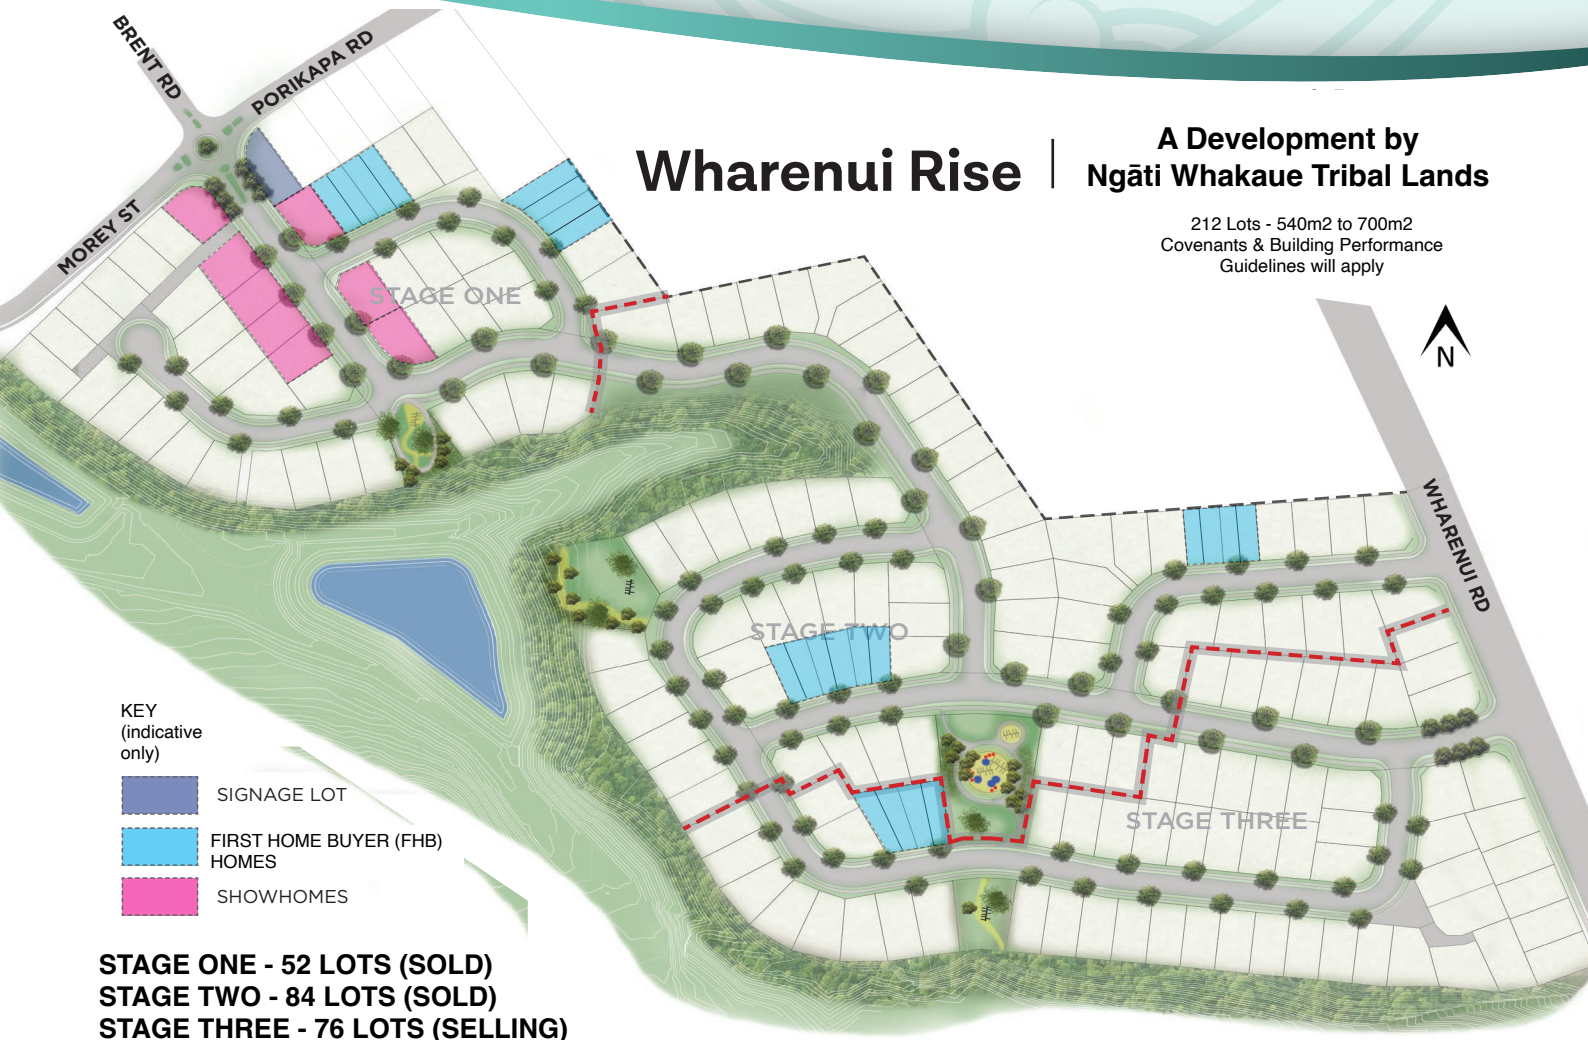 BRENT RD
PORIKAPA RD
MOREY ST
Wharenui Rise
A Development by
Ngāti Whakaue Tribal Lands
212 Lots - 540m2 to 700m2
Covenants & Building Performance
Guidelines will apply
N
STAGE ONE
WHARENUI RD
STAGE TWO
STAGE THREE
KEY
(indicative
only)
SIGNAGE LOT
FIRST HOME BUYER (FHB)
HOMES
SHOWHOMES
STAGE ONE - 52 LOTS (SOLD)
STAGE TWO - 84 LOTS (SOLD)
STAGE THREE - 76 LOTS (SELLING)